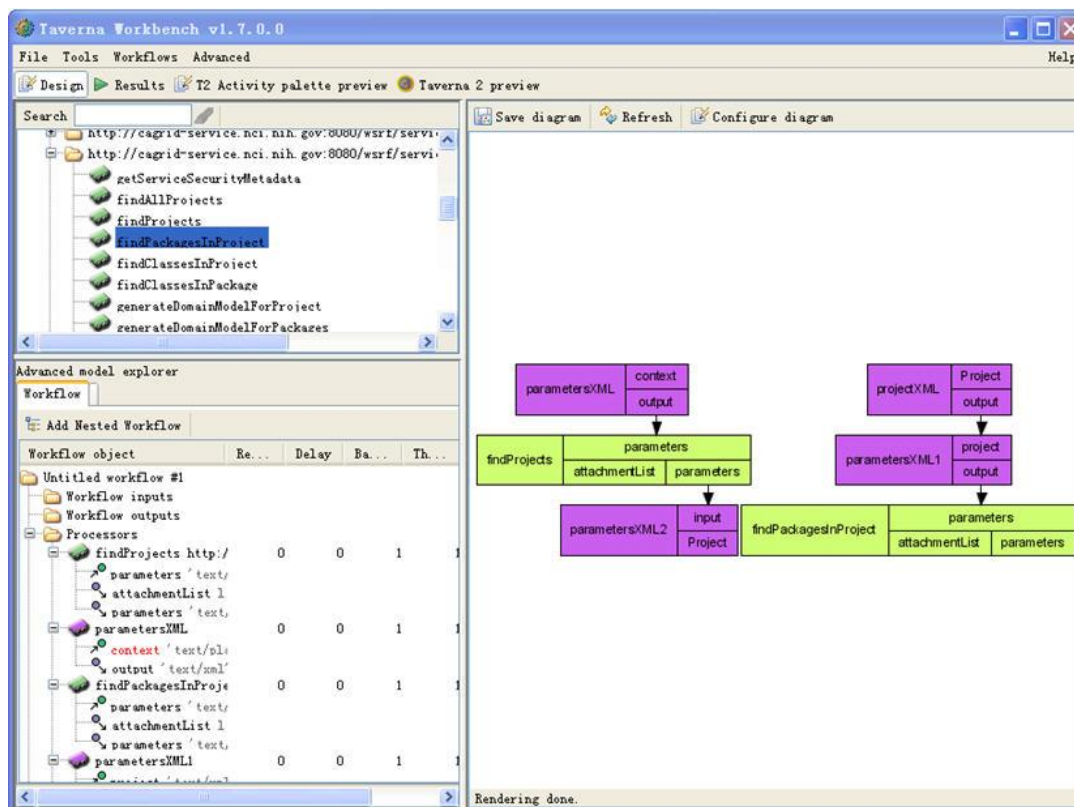 Taverna Workbench v1.7.0.0
File Tools Workflows Advanced Help
Design Results T2 Activity palette preview Taverna 2 preview
Search
http://cagrid-service.nci.nih.gov:8080/wsrf/servi
http://cagrid-service.nci.nih.gov:8080/wsrf/servi
getServiceSecurityMetadata
findAllProjects
findProjects
findPackagesInProject
findClassesInProject
findClassesInPackage
generateDomainModelForProject
generateDomainModelForPackages
Advanced model explorer
Workflow
Add Nested Workflow
Workflow object Re... Delay Ba... Th...
Untitled workflow #1
Workflow inputs
Workflow outputs
Processors
findProjects http:/ 0 0 1 1
parameters 'text/
attachmentList l
parameters 'text/
parametersXML 0 0 1 1
context 'text/pla
output 'text/xml'
findPackagesInProje 0 0 1 1
parameters 'text/
attachmentList l
parameters 'text/
parametersXML1 0 0 1 1
project 'text/xml
Save diagram Refresh Configure diagram
parametersXML context output
projectXML Project output
findProjects parameters attachmentList parameters
parametersXML1 project output
parametersXML2 input Project
findPackagesInProject parameters attachmentList parameters
Rendering done.